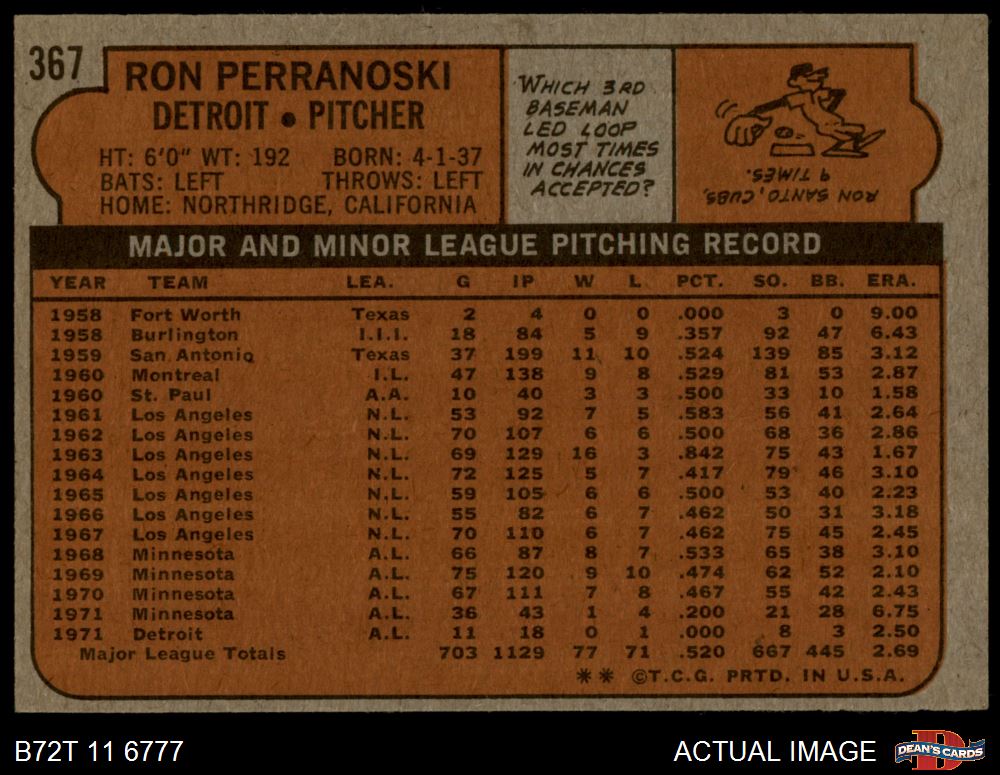 367
RON PERRANOSKI
DETROIT • PITCHER
HT: 6'0" WT: 192 BORN: 4-1-37
BATS: LEFT THROWS: LEFT
HOME: NORTHRIDGE, CALIFORNIA
WHICH 3RD
BASEMAN
LED LOOP
MOST TIMES
IN CHANCES
ACCEPTED?
RON SANTO, CUBS,
9 TIMES.
MAJOR AND MINOR LEAGUE PITCHING RECORD
YEAR TEAM LEA. G IP W L PCT. SO. BB. ERA.
1958 Fort Worth Texas 2 4 0 0 .000 3 0 9.00
1958 Burlington I.I.I. 18 84 5 9 .357 92 47 6.43
1959 San Antonio Texas 37 199 11 10 .524 139 85 3.12
1960 Montreal I.L. 47 138 9 8 .529 81 53 2.87
1960 St. Paul A.A. 10 40 3 3 .500 33 10 1.58
1961 Los Angeles N.L. 53 92 7 5 .583 56 41 2.64
1962 Los Angeles N.L. 70 107 6 6 .500 68 36 2.86
1963 Los Angeles N.L. 69 129 16 3 .842 75 43 1.67
1964 Los Angeles N.L. 72 125 5 7 .417 79 46 3.10
1965 Los Angeles N.L. 59 105 6 6 .500 53 40 2.23
1966 Los Angeles N.L. 55 82 6 7 .462 50 31 3.18
1967 Los Angeles N.L. 70 110 6 7 .462 75 45 2.45
1968 Minnesota A.L. 66 87 8 7 .533 65 38 3.10
1969 Minnesota A.L. 75 120 9 10 .474 62 52 2.10
1970 Minnesota A.L. 67 111 7 8 .467 55 42 2.43
1971 Minnesota A.L. 36 43 1 4 .200 21 28 6.75
1971 Detroit A.L. 11 18 0 1 .000 8 3 2.50
Major League Totals 703 1129 77 71 .520 667 445 2.69
** ©T.C.G. PRTD. IN U.S.A.
B72T 11 6777
ACTUAL IMAGE
DEAN'S CARDS